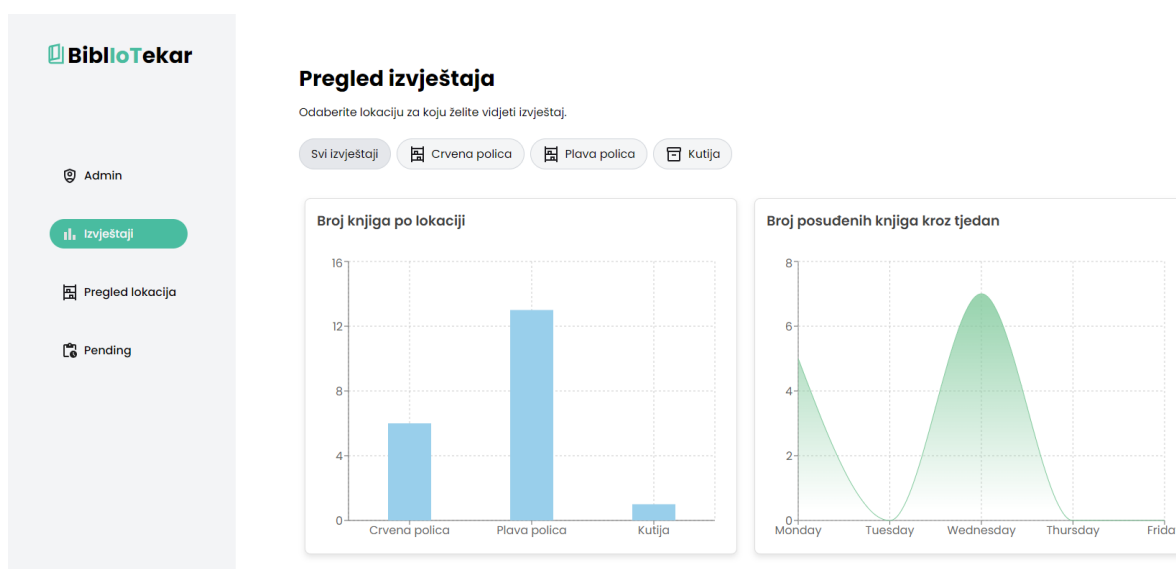 BiblIoTekar
Admin
Izvještaji
Pregled lokacija
Pending
Pregled izvještaja
Odaberite lokaciju za koju želite vidjeti izvještaj.
Svi izvještaji
Crvena polica
Plava polica
Kutija
Broj knjiga po lokaciji
16
12
8
4
0
Crvena polica
Plava polica
Kutija
Broj posuđenih knjiga kroz tjedan
8
6
4
2
0
Monday
Tuesday
Wednesday
Thursday
Frida